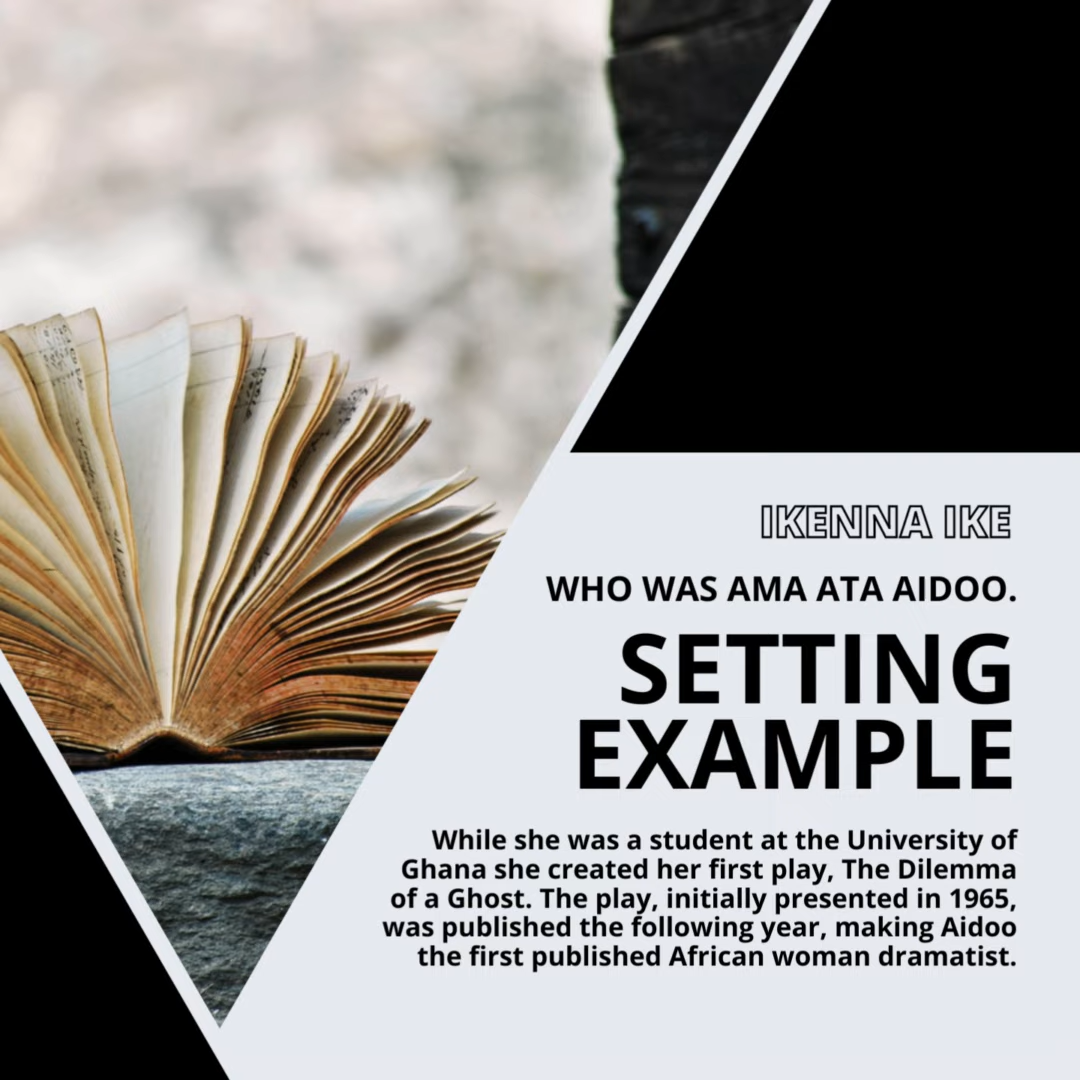 IKENNA IKE
WHO WAS AMA ATA AIDOO.
SETTING
EXAMPLE
While she was a student at the University of
Ghana she created her first play, The Dilemma
of a Ghost. The play, initially presented in 1965,
was published the following year, making Aidoo
the first published African woman dramatist.